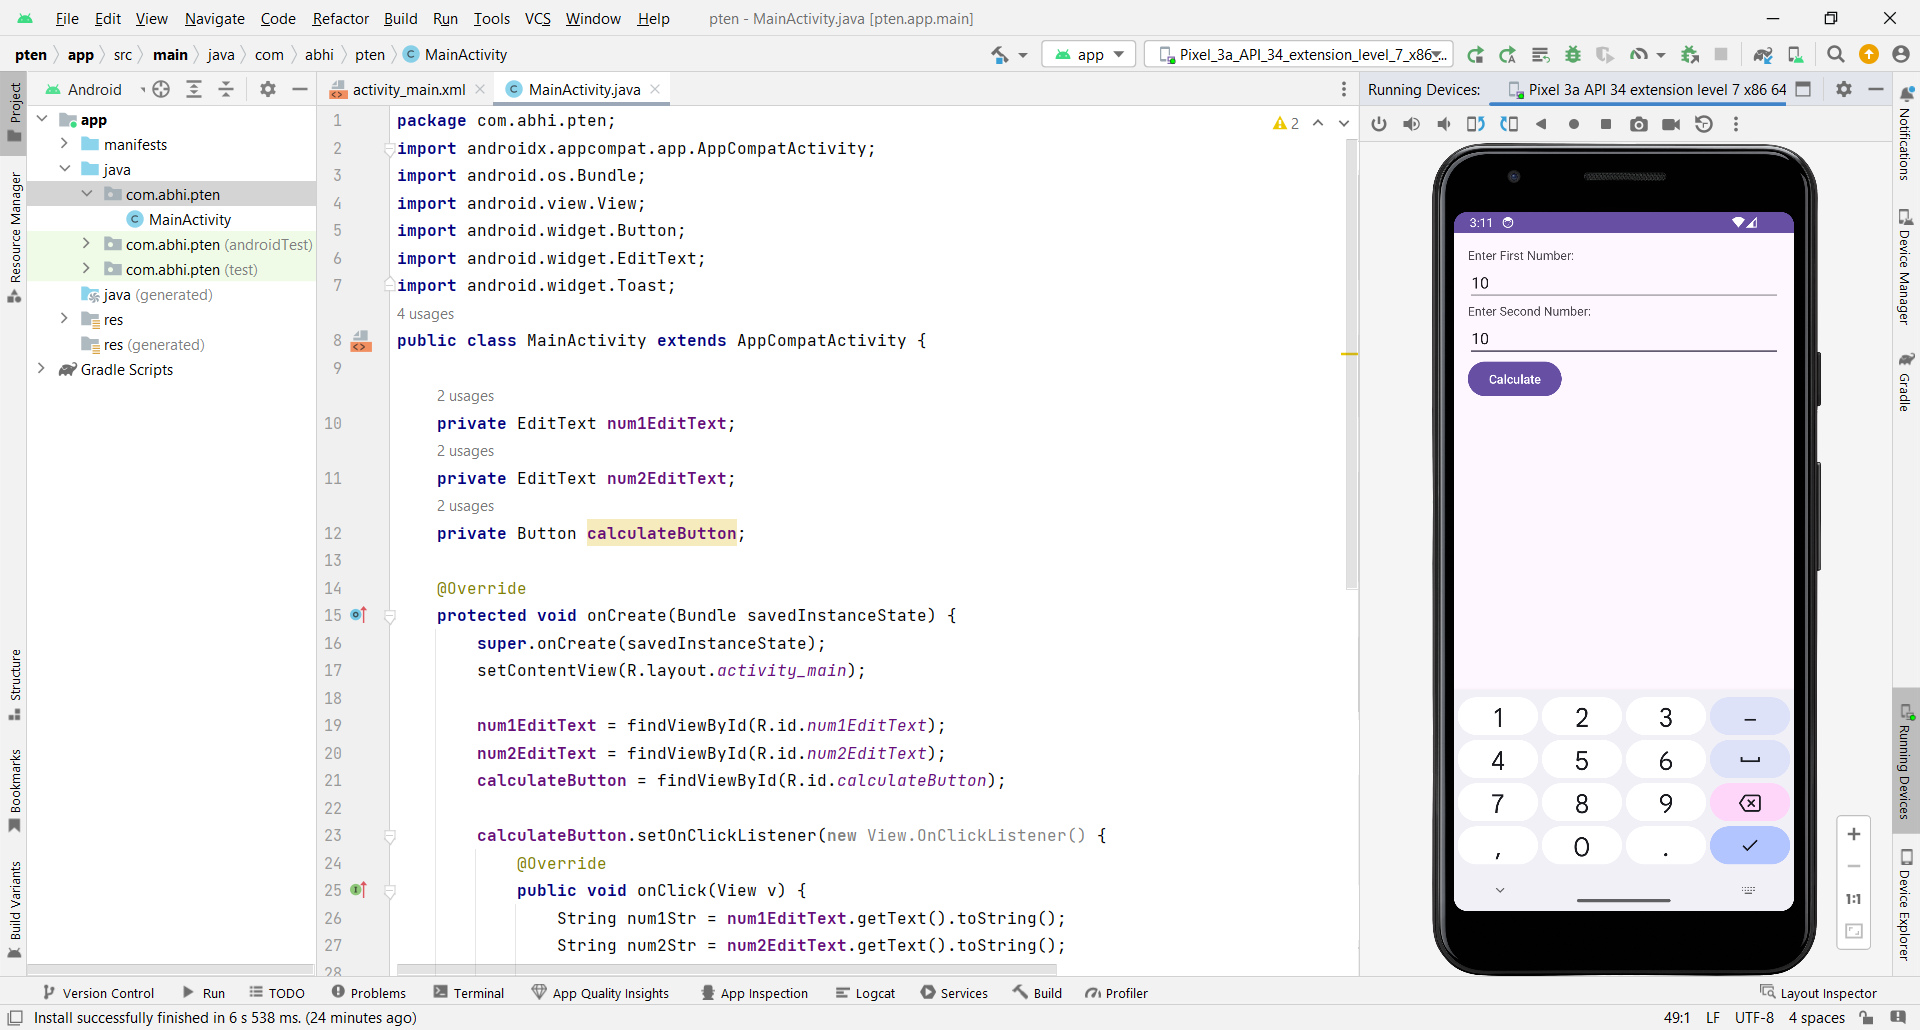 File Edit View Navigate Code Refactor Build Run Tools VCS Window Help pten - MainActivity.java [pten.app.main]
pten app src main java com abhi pten MainActivity
app Pixel_3a_API_34_extension_level_7_x86_
Android
activity_main.xml MainActivity.java
Running Devices: Pixel 3a API 34 extension level 7 x86 64
Project
Resource Manager
Structure
Bookmarks
Build Variants
app
manifests
java
com.abhi.pten
MainActivity
com.abhi.pten (androidTest)
com.abhi.pten (test)
java (generated)
res
res (generated)
Gradle Scripts
2
1 package com.abhi.pten;
2 import androidx.appcompat.app.AppCompatActivity;
3 import android.os.Bundle;
4 import android.view.View;
5 import android.widget.Button;
6 import android.widget.EditText;
7 import android.widget.Toast;
4 usages
8 public class MainActivity extends AppCompatActivity {
9
2 usages
10 private EditText num1EditText;
2 usages
11 private EditText num2EditText;
2 usages
12 private Button calculateButton;
13
14 @Override
15 protected void onCreate(Bundle savedInstanceState) {
16 super.onCreate(savedInstanceState);
17 setContentView(R.layout.activity_main);
18
19 num1EditText = findViewById(R.id.num1EditText);
20 num2EditText = findViewById(R.id.num2EditText);
21 calculateButton = findViewById(R.id.calculateButton);
22
23 calculateButton.setOnClickListener(new View.OnClickListener() {
24 @Override
25 public void onClick(View v) {
26 String num1Str = num1EditText.getText().toString();
27 String num2Str = num2EditText.getText().toString();
28
3:11
Enter First Number:
10
Enter Second Number:
10
Calculate
1 2 3 –
4 5 6
7 8 9
, 0 .
1:1
Notifications
Device Manager
Gradle
Running Devices
Device Explorer
Version Control Run TODO Problems Terminal App Quality Insights App Inspection Logcat Services Build Profiler Layout Inspector
Install successfully finished in 6 s 538 ms. (24 minutes ago) 49:1 LF UTF-8 4 spaces